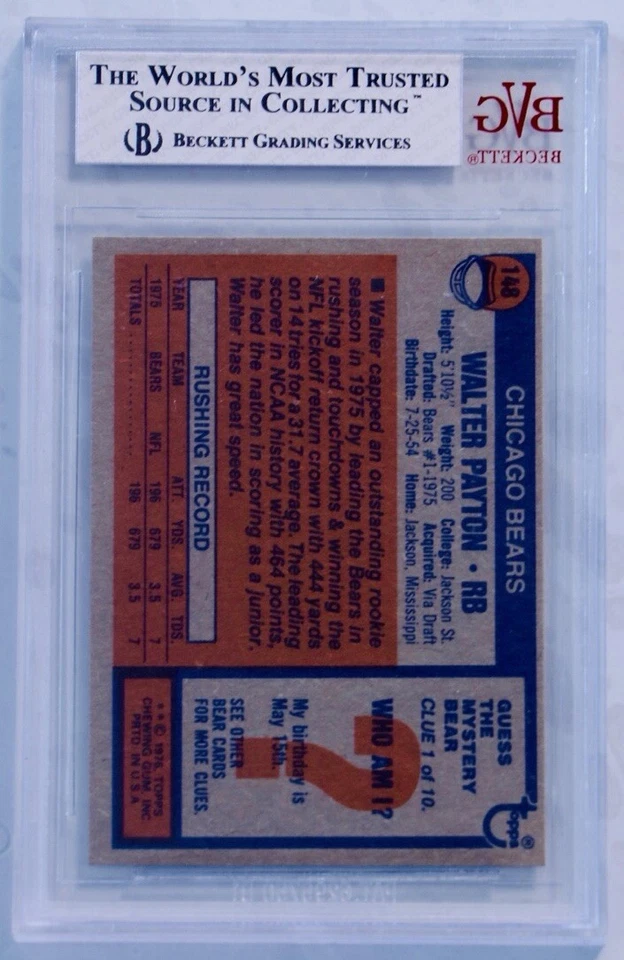 THE WORLD'S MOST TRUSTED
SOURCE IN COLLECTING™
(B) BECKETT GRADING SERVICES
BVG
BECKETT®
148
CHICAGO BEARS
WALTER PAYTON • RB
Height: 5'10½" Weight: 200 College: Jackson St.
Drafted: Bears #1-1975 Acquired: Via Draft
Birthdate: 7-25-54 Home: Jackson, Mississippi
■ Walter capped an outstanding rookie
season in 1975 by leading the Bears in
rushing and touchdowns & winning the
NFL kickoff return crown with 444 yards
on 14 tries for a 31.7 average. The leading
scorer in NCAA history with 464 points,
he led the nation in scoring as a junior.
Walter has great speed.
RUSHING RECORD
YEAR TEAM ATT. YDS. AVG. TDS.
1975 BEARS NFL 196 679 3.5 7
TOTALS 196 679 3.5 7
topps®
GUESS
THE
MYSTERY
BEAR
CLUE 1 of 10.
?
WHO AM I?
My birthday is
May 15th.
SEE OTHER
BEAR CARDS
FOR MORE CLUES.
**© 1976 TOPPS
CHEWING GUM, INC.
PRTD IN U.S.A.